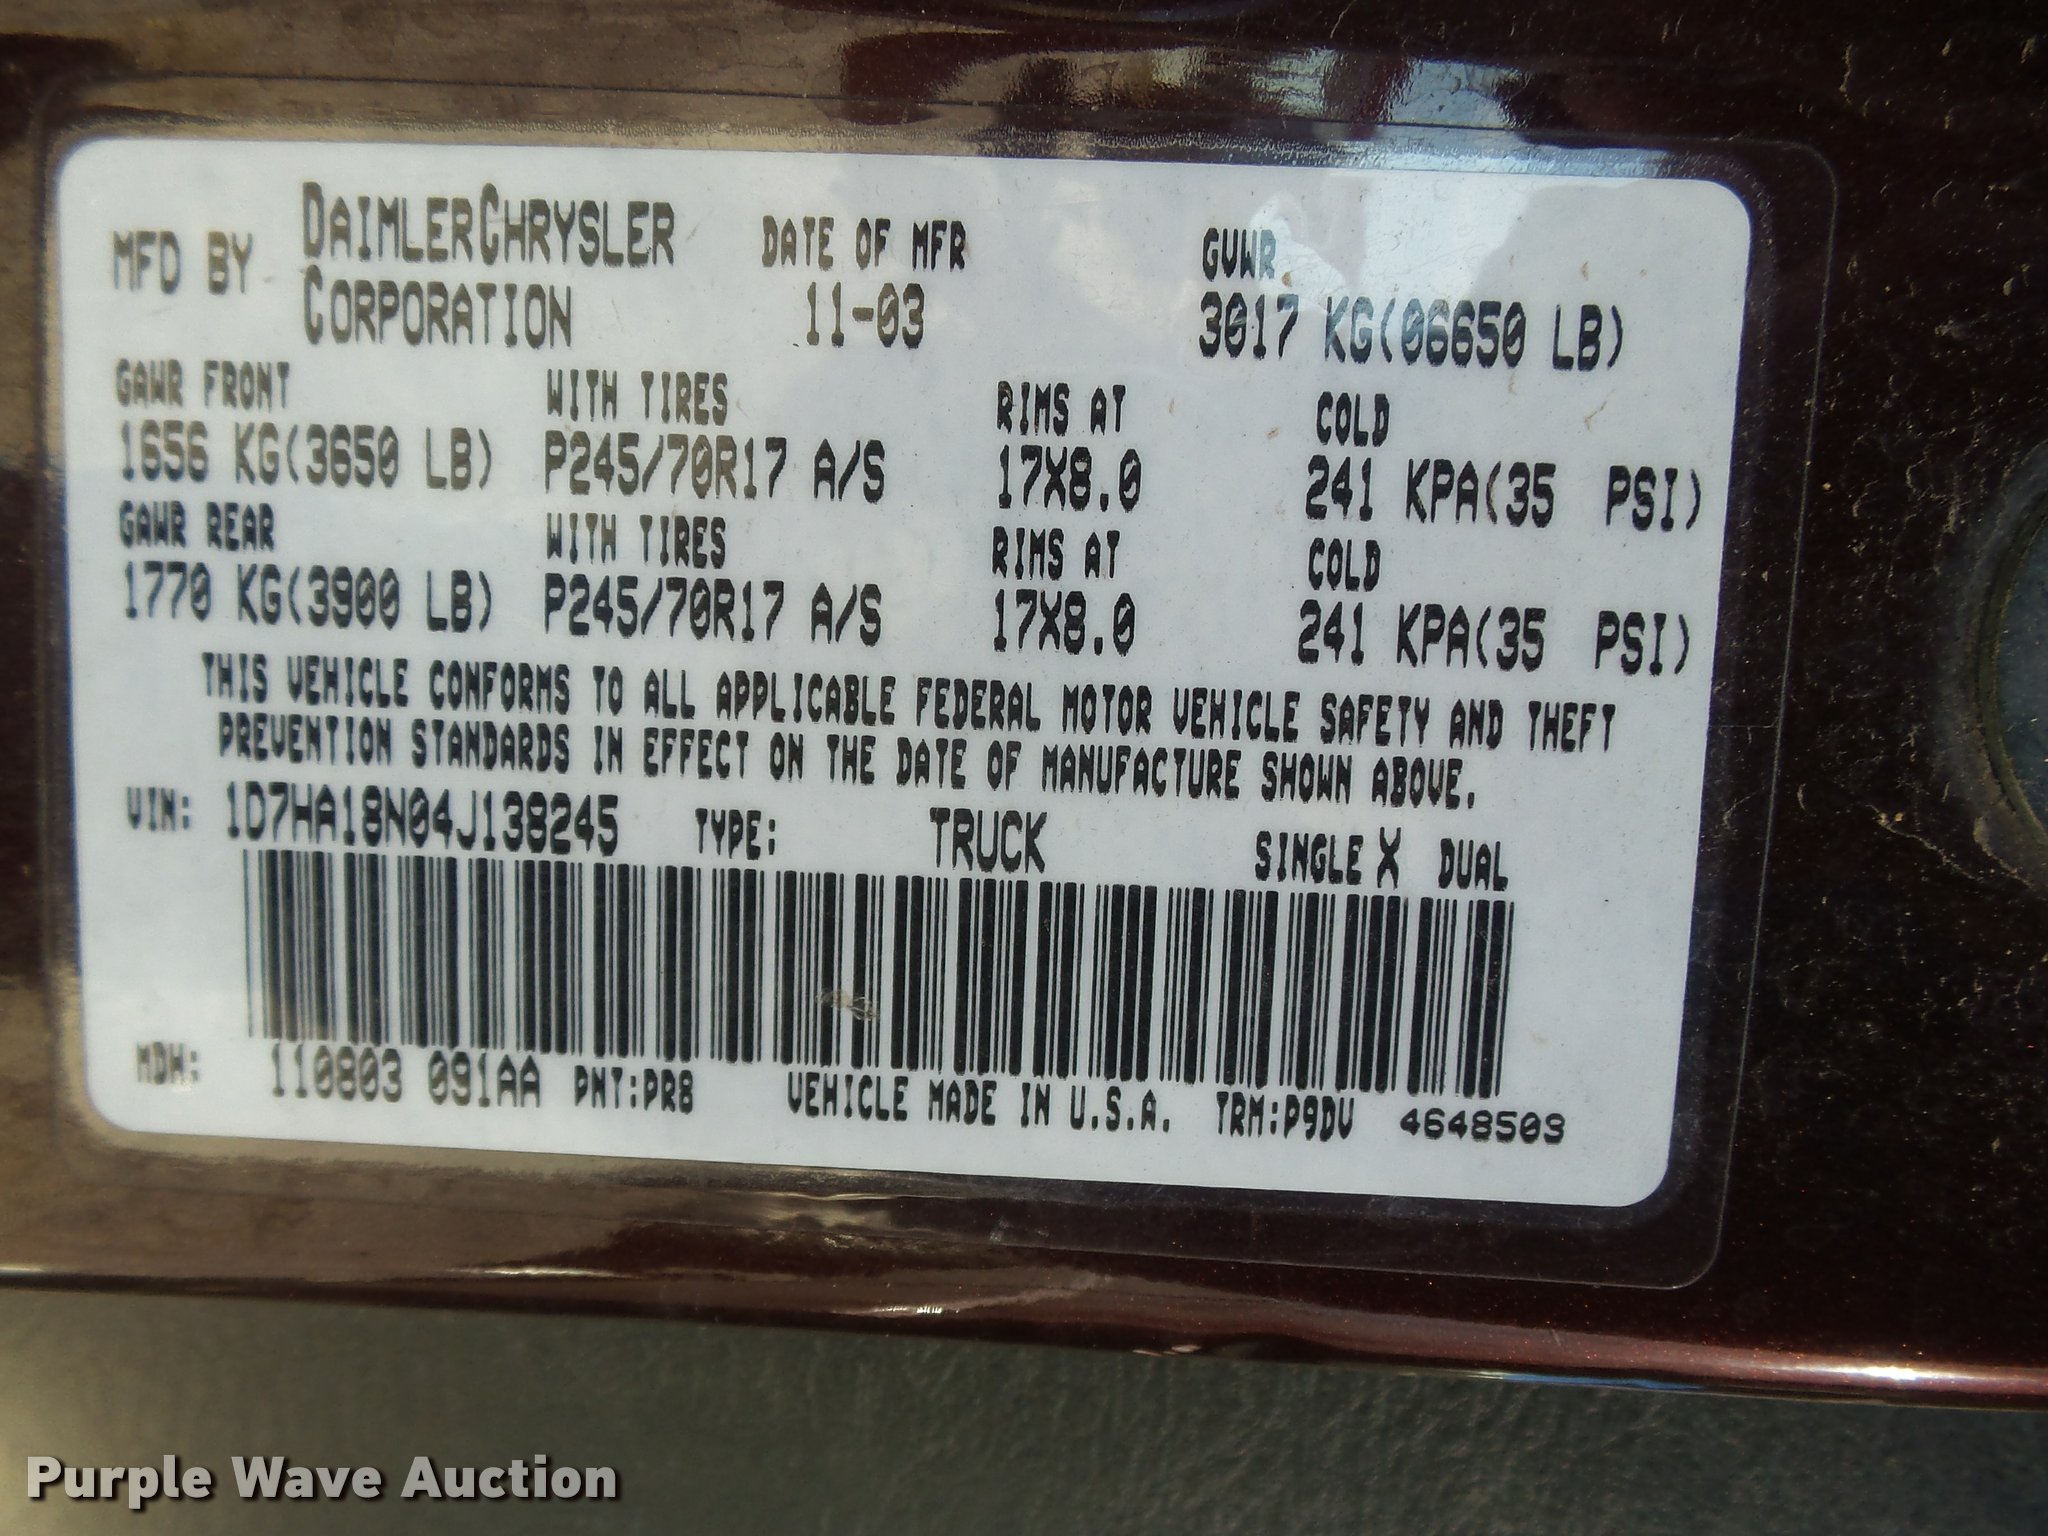 MFD BY DAIMLERCHRYSLER CORPORATION DATE OF MFR 11-03 GVWR 3017 KG(06650 LB)
GAWR FRONT WITH TIRES RIMS AT COLD
1656 KG(3650 LB) P245/70R17 A/S 17X8.0 241 KPA(35 PSI)
GAWR REAR WITH TIRES RIMS AT COLD
1770 KG(3900 LB) P245/70R17 A/S 17X8.0 241 KPA(35 PSI)
THIS VEHICLE CONFORMS TO ALL APPLICABLE FEDERAL MOTOR VEHICLE SAFETY AND THEFT
PREVENTION STANDARDS IN EFFECT ON THE DATE OF MANUFACTURE SHOWN ABOVE.
VIN: 1D7HA18N04J138245 TYPE: TRUCK SINGLE X DUAL
MDH: 110803 091AA PNT:PR8 VEHICLE MADE IN U.S.A. TRM:P9DV 4648503
Purple Wave Auction